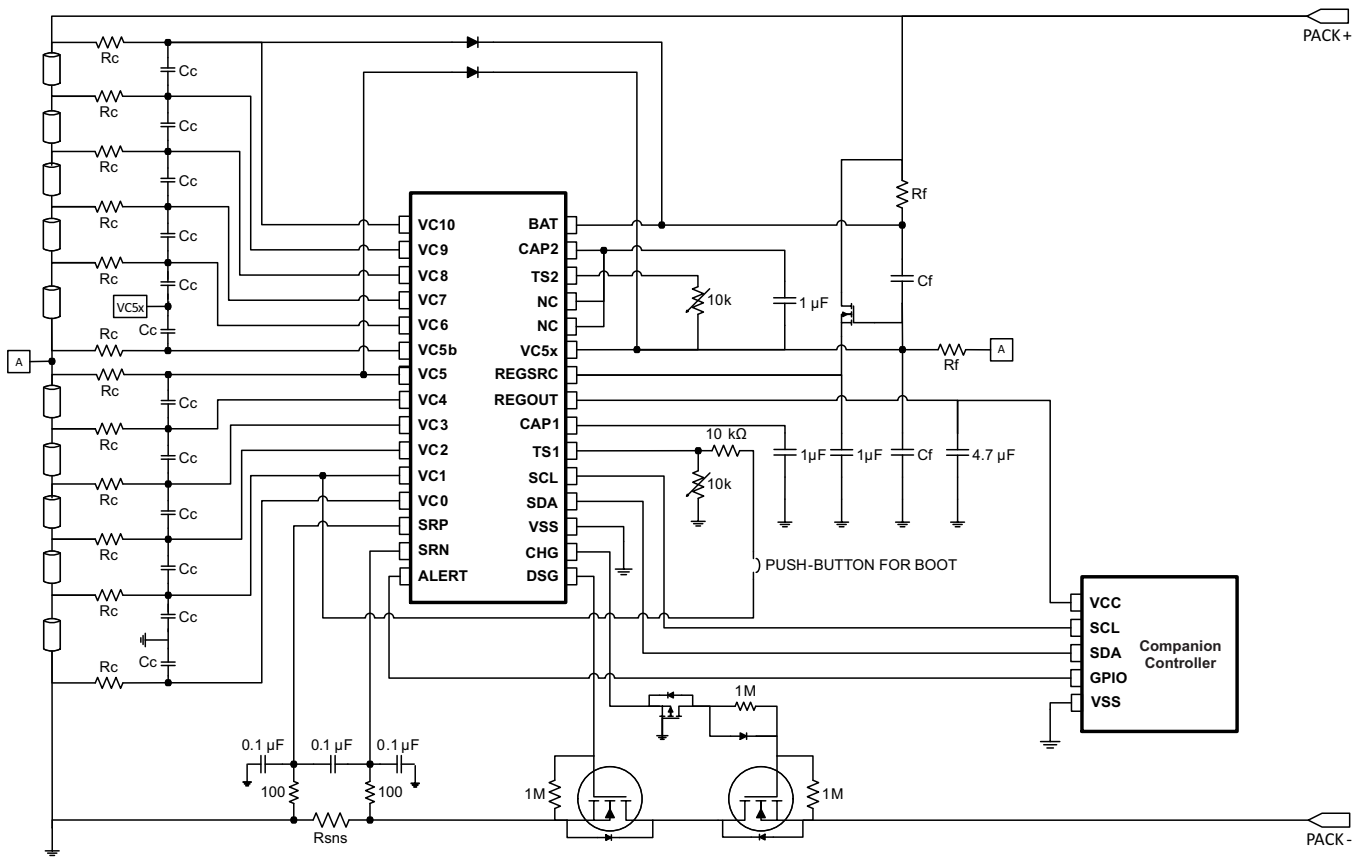 PACK+
Rc
Cc
Rc
Cc
Rc
Cc
Rc
Cc
Rc
Cc
VC5x
Cc
Rc
A
Rc
Cc
Rc
Cc
Rc
Cc
Rc
Cc
Rc
Cc
Cc
Rc
VC10
VC9
VC8
VC7
VC6
VC5b
VC5
VC4
VC3
VC2
VC1
VC0
SRP
SRN
ALERT
BAT
CAP2
TS2
NC
NC
VC5x
REGSRC
REGOUT
CAP1
TS1
SCL
SDA
VSS
CHG
DSG
Rf
Cf
10k
1 µF
Rf
A
10 kΩ
10k
1µF
1µF
Cf
4.7 µF
PUSH-BUTTON FOR BOOT
VCC
SCL
SDA
GPIO
VSS
Companion
Controller
1M
0.1 µF
0.1 µF
0.1 µF
100
100
Rsns
1M
1M
PACK-